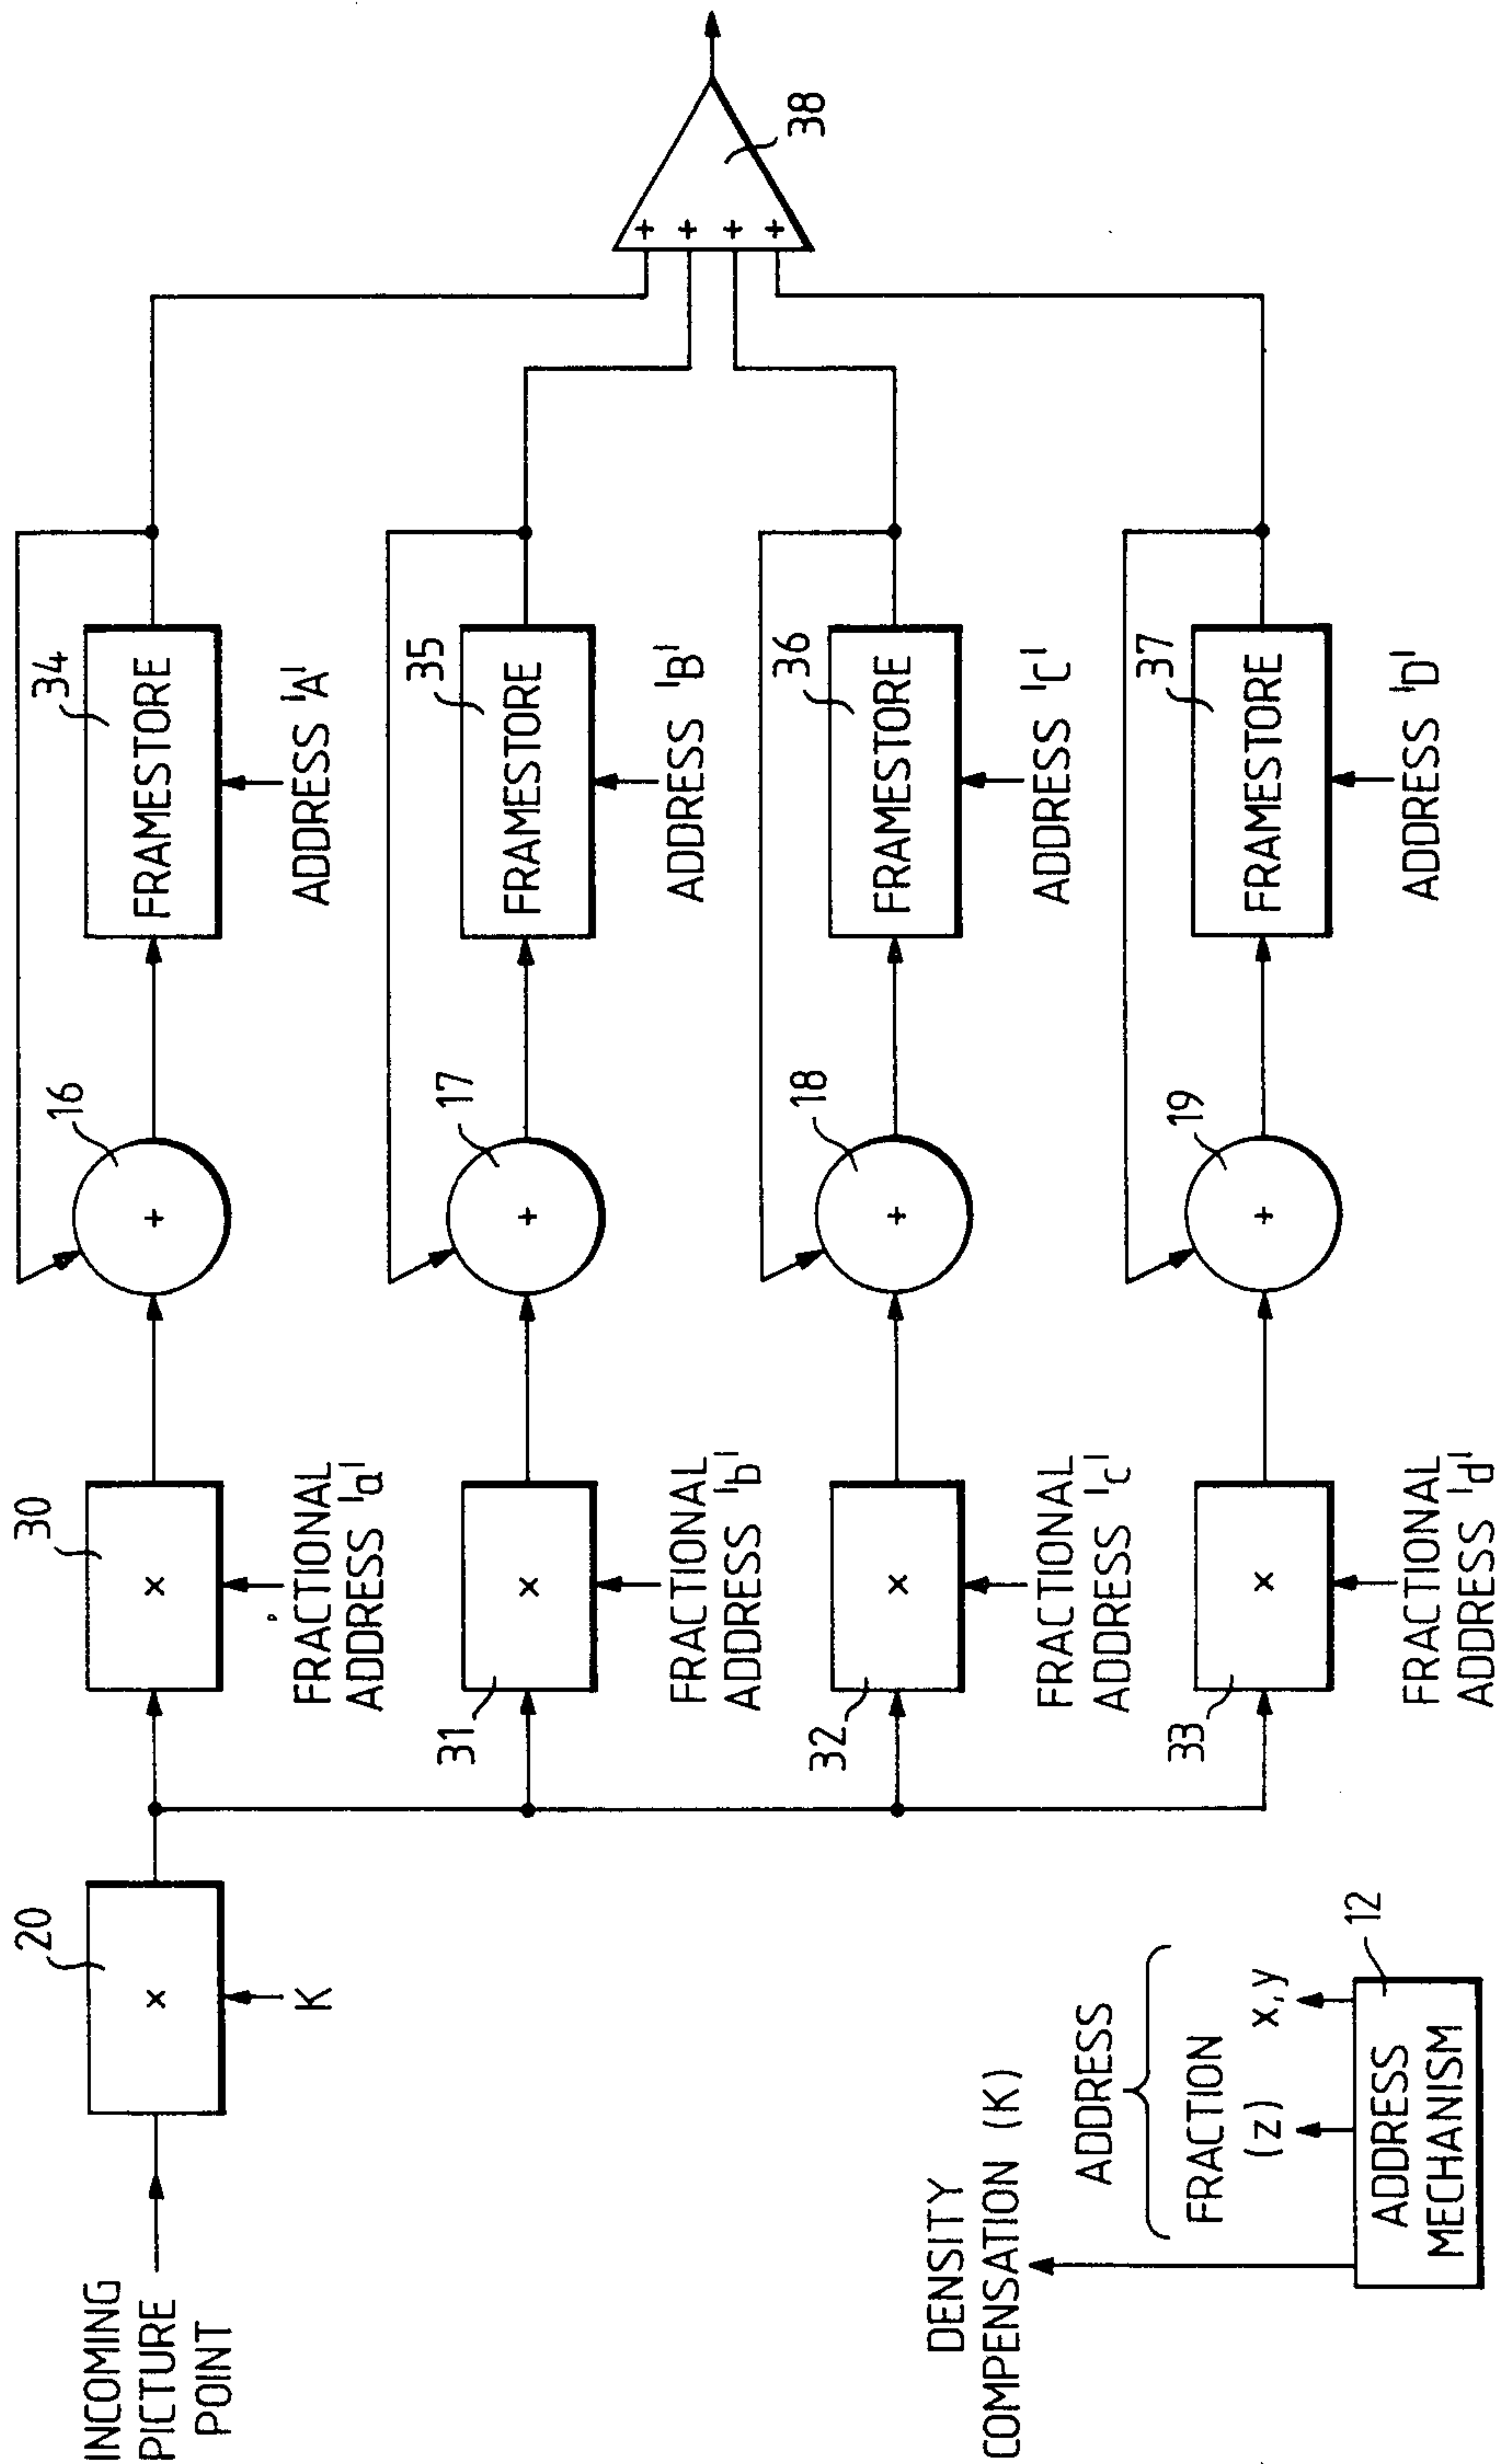 INCOMING
PICTURE
POINT
20
×
K
30
×
FRACTIONAL
ADDRESS 'a'
16
+
34
FRAMESTORE
ADDRESS 'A'
31
×
FRACTIONAL
ADDRESS 'b'
17
+
35
FRAMESTORE
ADDRESS 'B'
32
×
FRACTIONAL
ADDRESS 'c'
18
+
36
FRAMESTORE
ADDRESS 'C'
33
×
FRACTIONAL
ADDRESS 'd'
19
+
37
FRAMESTORE
ADDRESS 'D'
+
+
+
+
38
DENSITY
COMPENSATION (K)
ADDRESS
FRACTION
(z) x,y
12
ADDRESS
MECHANISM